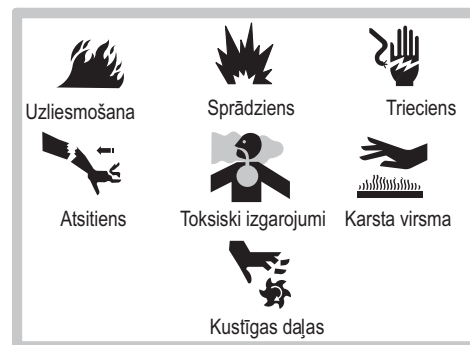 Uzliesmošana
Sprādziens
Trieciens
Atsitiens
Toksiski izgarojumi
Karsta virsma
Kustīgas daļas